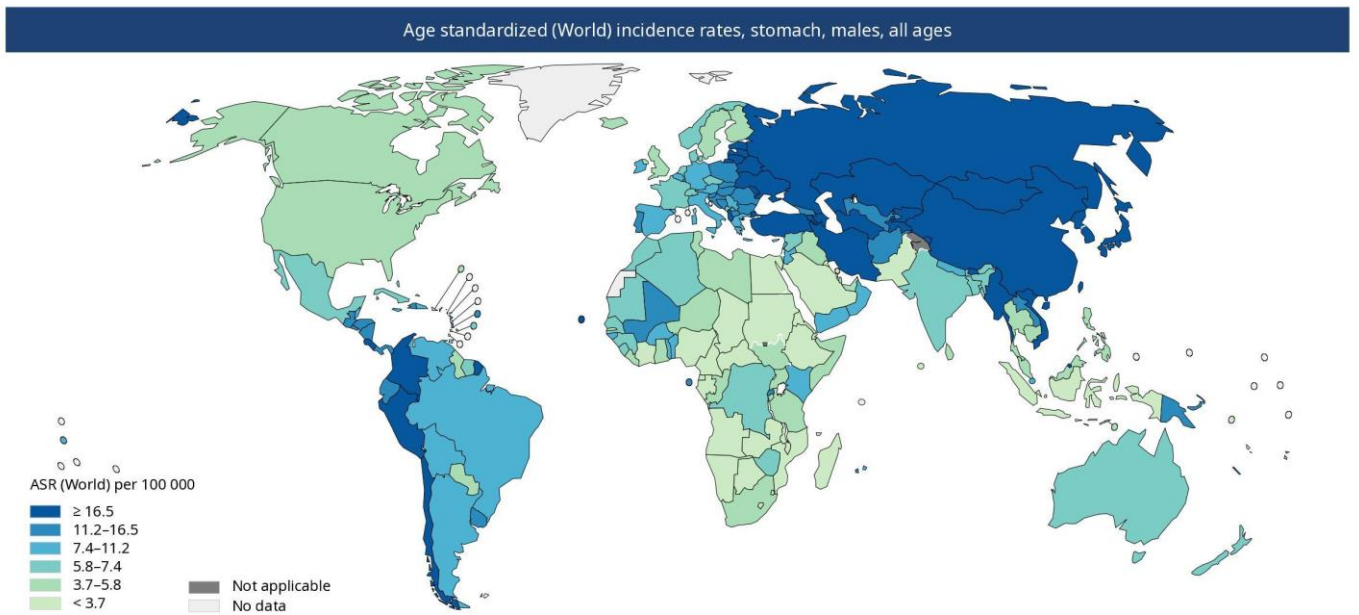 Age standardized (World) incidence rates, stomach, males, all ages
ASR (World) per 100 000
≥ 16.5
11.2–16.5
7.4–11.2
5.8–7.4
3.7–5.8
< 3.7
Not applicable
No data